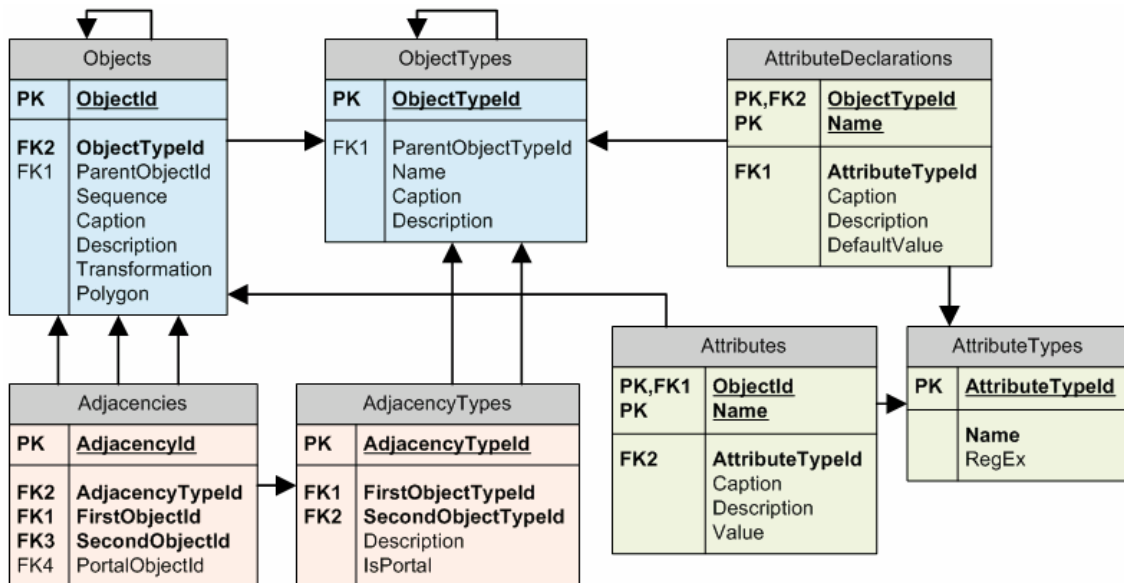 Objects
PK ObjectId
FK2 ObjectTypeId
FK1 ParentObjectId
Sequence
Caption
Description
Transformation
Polygon
ObjectTypes
PK ObjectTypeId
FK1 ParentObjectTypeId
Name
Caption
Description
AttributeDeclarations
PK,FK2 ObjectTypeId
PK Name
FK1 AttributeTypeId
Caption
Description
DefaultValue
Adjacencies
PK AdjacencyId
FK2 AdjacencyTypeId
FK1 FirstObjectId
FK3 SecondObjectId
FK4 PortalObjectId
AdjacencyTypes
PK AdjacencyTypeId
FK1 FirstObjectTypeId
FK2 SecondObjectTypeId
Description
IsPortal
Attributes
PK,FK1 ObjectId
PK Name
FK2 AttributeTypeId
Caption
Description
Value
AttributeTypes
PK AttributeTypeId
Name
RegEx